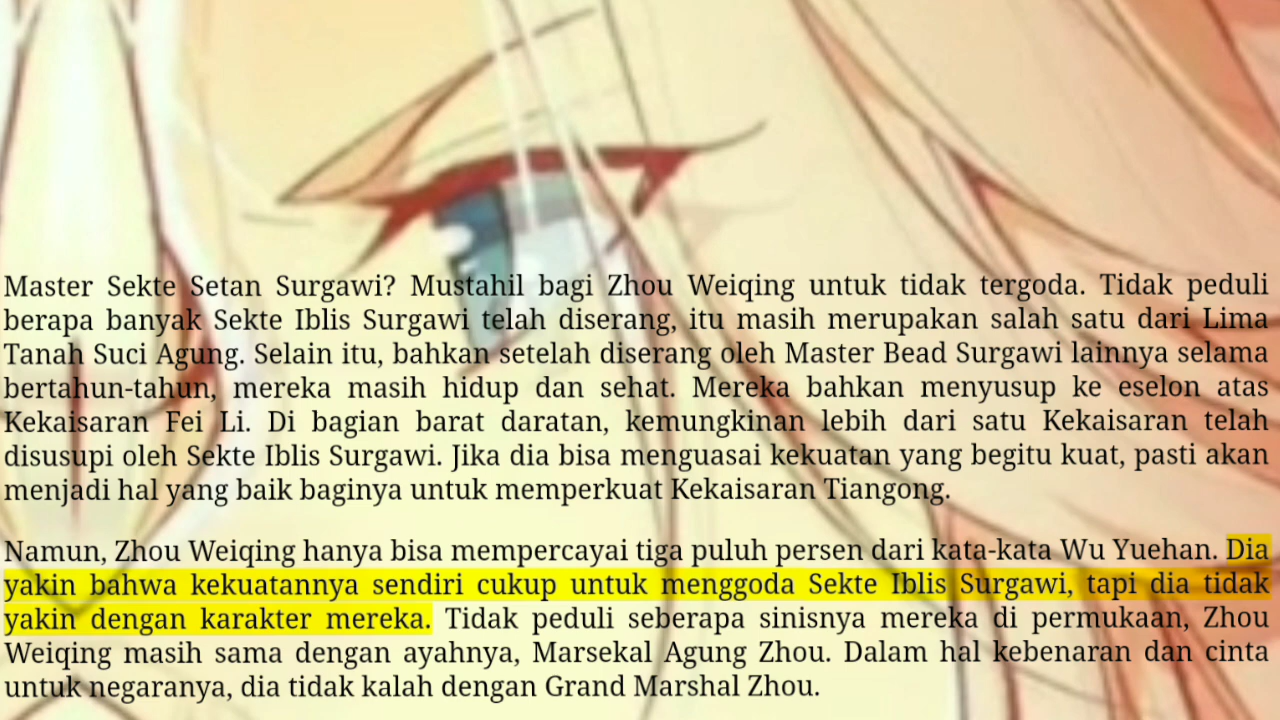 Master Sekte Setan Surgawi? Mustahil bagi Zhou Weiqing untuk tidak tergoda. Tidak peduli
berapa banyak Sekte Iblis Surgawi telah diserang, itu masih merupakan salah satu dari Lima
Tanah Suci Agung. Selain itu, bahkan setelah diserang oleh Master Bead Surgawi lainnya selama
bertahun-tahun, mereka masih hidup dan sehat. Mereka bahkan menyusup ke eselon atas
Kekaisaran Fei Li. Di bagian barat daratan, kemungkinan lebih dari satu Kekaisaran telah
disusupi oleh Sekte Iblis Surgawi. Jika dia bisa menguasai kekuatan yang begitu kuat, pasti akan
menjadi hal yang baik baginya untuk memperkuat Kekaisaran Tiangong.
Namun, Zhou Weiqing hanya bisa mempercayai tiga puluh persen dari kata-kata Wu Yuehan. Dia
yakin bahwa kekuatannya sendiri cukup untuk menggoda Sekte Iblis Surgawi, tapi dia tidak
yakin dengan karakter mereka. Tidak peduli seberapa sinisnya mereka di permukaan, Zhou
Weiqing masih sama dengan ayahnya, Marsekal Agung Zhou. Dalam hal kebenaran dan cinta
untuk negaranya, dia tidak kalah dengan Grand Marshal Zhou.